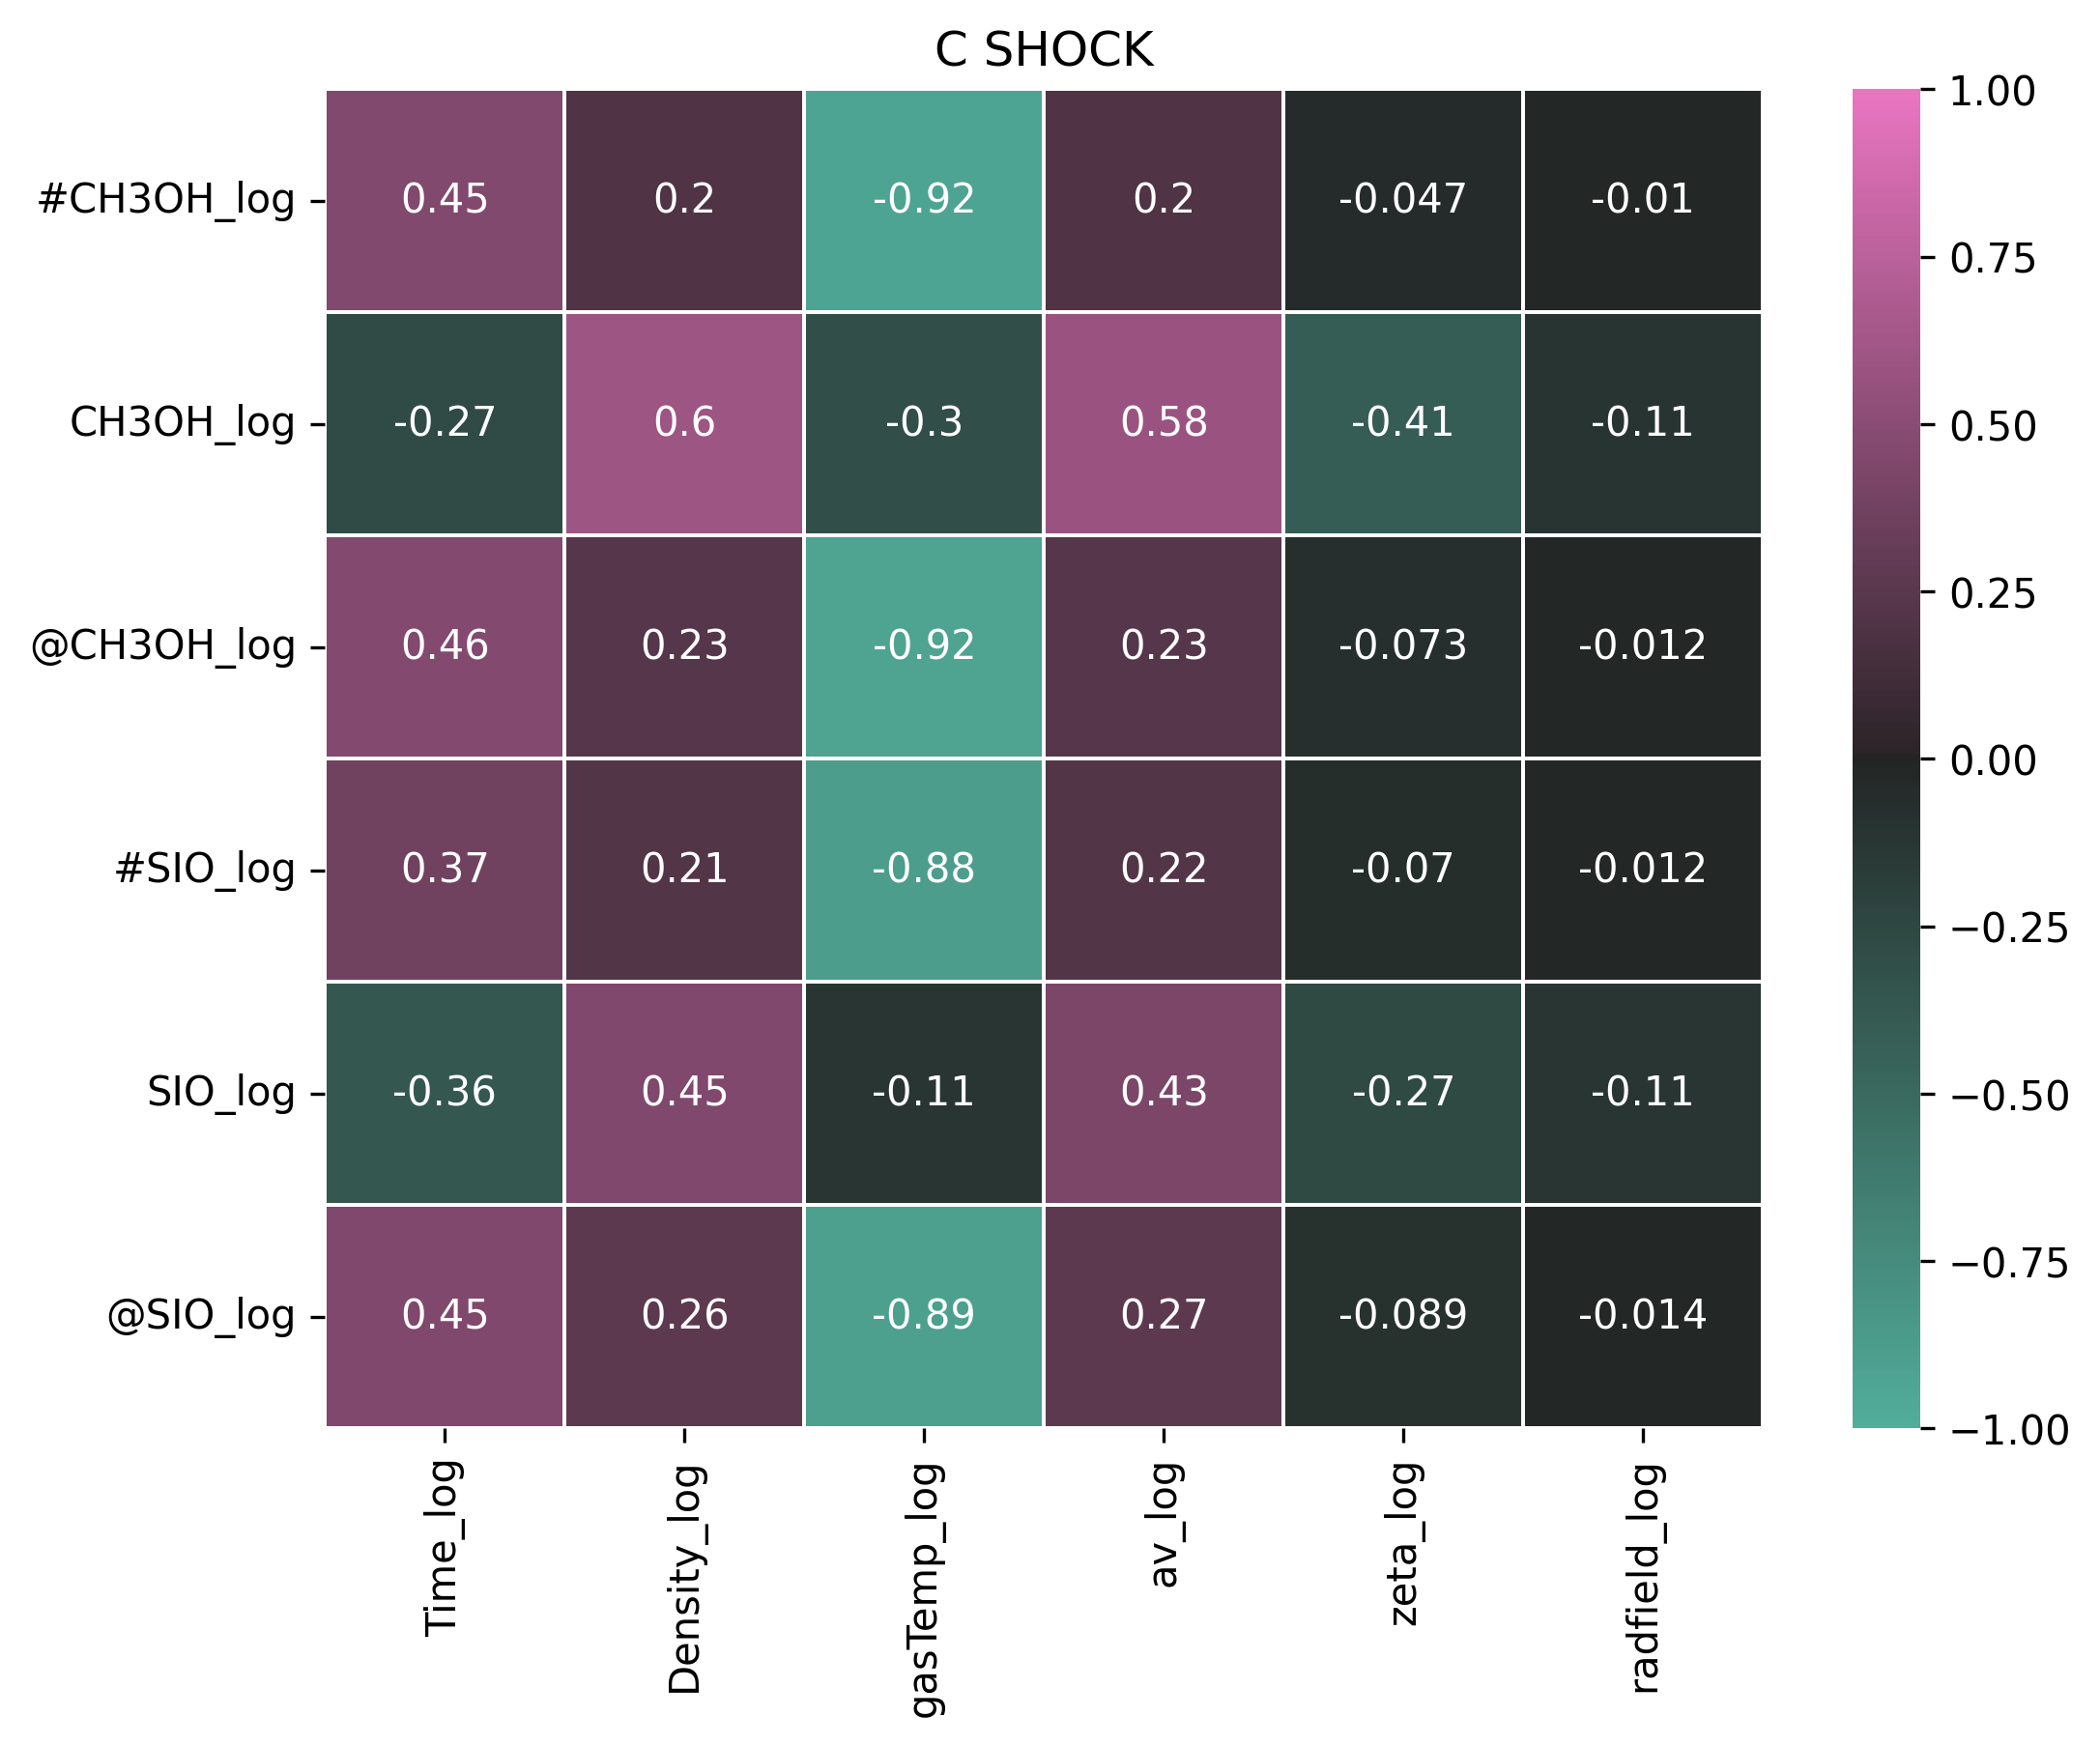 C SHOCK
#CH3OH_log 0.45 0.2 -0.92 0.2 -0.047 -0.01
CH3OH_log -0.27 0.6 -0.3 0.58 -0.41 -0.11
@CH3OH_log 0.46 0.23 -0.92 0.23 -0.073 -0.012
#SIO_log 0.37 0.21 -0.88 0.22 -0.07 -0.012
SIO_log -0.36 0.45 -0.11 0.43 -0.27 -0.11
@SIO_log 0.45 0.26 -0.89 0.27 -0.089 -0.014
Time_log Density_log gasTemp_log av_log zeta_log radfield_log
1.00
0.75
0.50
0.25
0.00
−0.25
−0.50
−0.75
−1.00